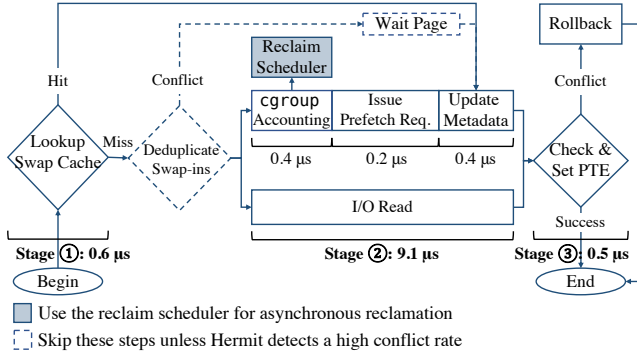 Wait Page
Rollback
Reclaim
Scheduler
Hit
Conflict
Conflict
cgroup
Accounting
Issue
Prefetch Req.
Update
Metadata
Lookup
Swap Cache
Miss
Deduplicate
Swap-ins
0.4 μs
0.2 μs
0.4 μs
Check &
Set PTE
I/O Read
Success
Stage ①: 0.6 μs
Stage ②: 9.1 μs
Stage ③: 0.5 μs
Begin
End
Use the reclaim scheduler for asynchronous reclamation
Skip these steps unless Hermit detects a high conflict rate